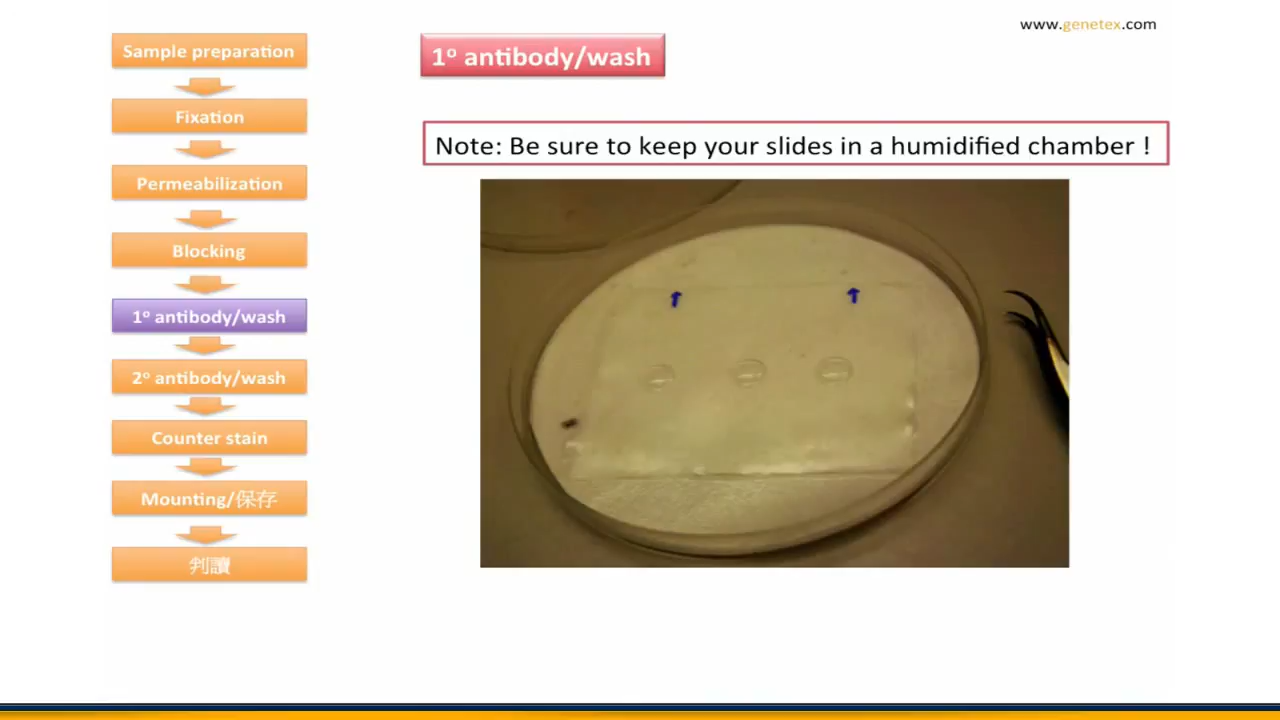 www.genetex.com
Sample preparation
Fixation
Permeabilization
Blocking
1º antibody/wash
2º antibody/wash
Counter stain
Mounting/保存
判讀
1º antibody/wash
Note: Be sure to keep your slides in a humidified chamber !